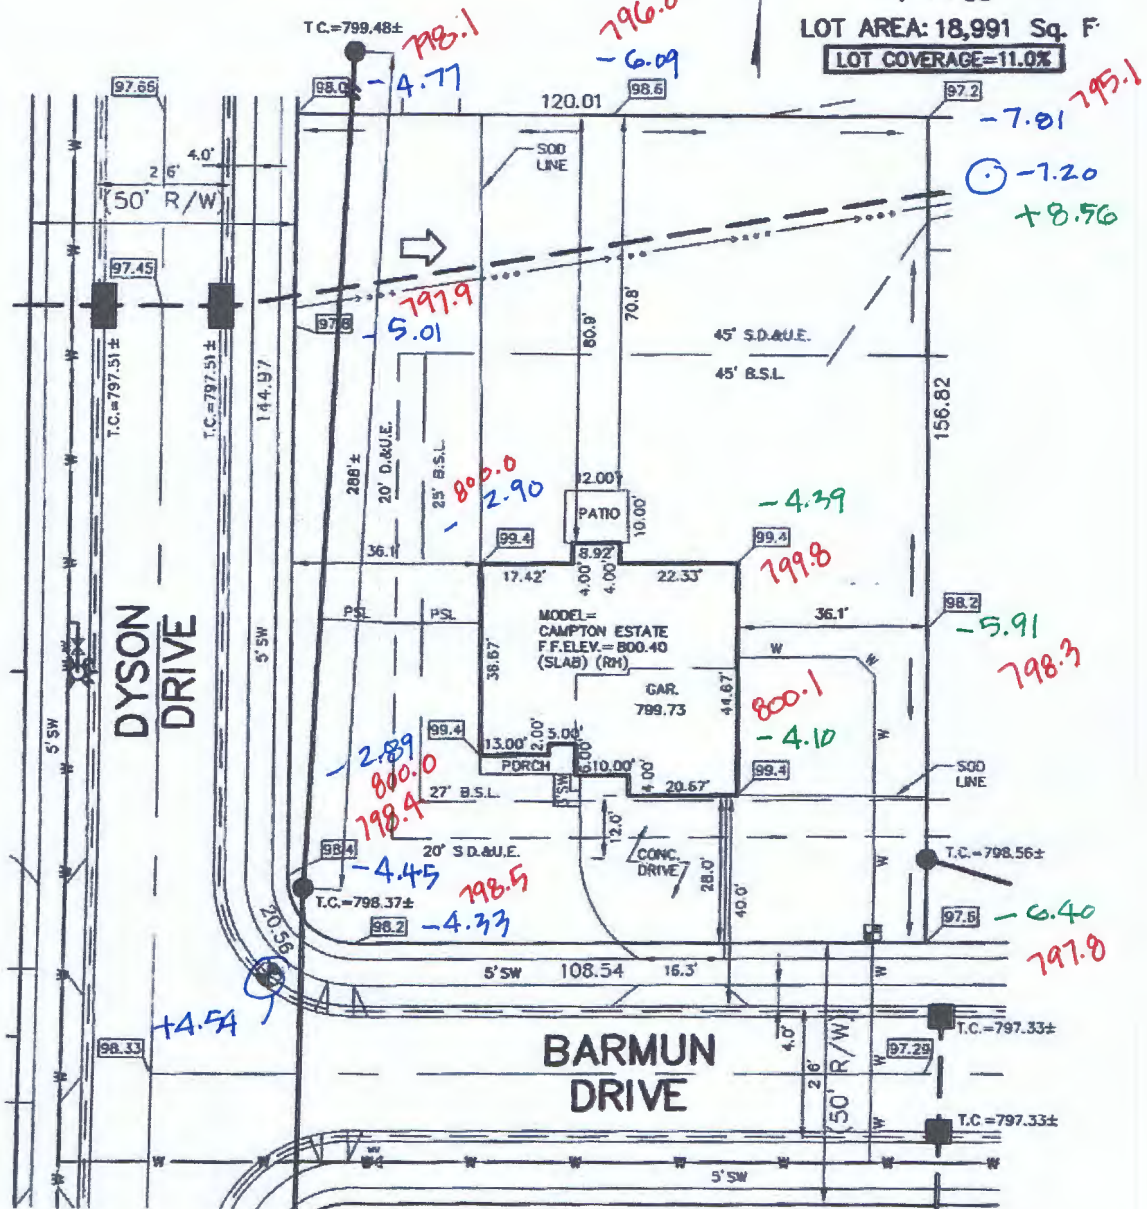 T.C.=799.48±
798.1
-4.77
-6.09
LOT AREA: 18,991 Sq. F
LOT COVERAGE=11.0%
97.66
120.01
98.6
97.2
795.1
-7.81
4.0'
2 6'
(50' R/W)
SOD
LINE
-7.20
+8.56
97.45
797.9
97.8
-5.01
80.9'
70.8'
45' S.D.&U.E.
45' B.S.L.
T.C.=797.51±
T.C.=797.51±
144.97
156.82
288'±
20' D.&U.E.
25' B.S.L.
800.0
-2.90
12.00'
PATIO
10.00'
-4.39
99.4
8.92'
99.4
36.1'
17.42'
4.00'
4.00'
22.33'
799.8
98.2
-5.91
798.3
PSL
PSL
MODEL=
CAMPTON ESTATE
F.F.ELEV.=800.40
(SLAB) (RH)
36.1'
W
W
DYSON
DRIVE
5' SW
5' SW
38.67'
GAR.
799.73
44.67'
800.1
-4.10
99.4
13.00'
2.00'
5.00'
PORCH
10.00'
4.00'
20.67'
99.4
-2.89
800.0
798.4
27' B.S.L.
5'SW
12.0'
SOD
LINE
98.4
-4.45
20' S.D.&U.E.
CONC.
DRIVE
28.0'
40.0'
T.C.=798.56±
T.C.=798.37±
798.5
98.2
-4.33
97.6
-6.40
797.8
20.56
5' SW
108.54
16.3'
+4.54
98.33
BARMUN
DRIVE
4.0'
2 6'
(50' R/W)
97.29
T.C.=797.33±
T.C.=797.33±
5' SW